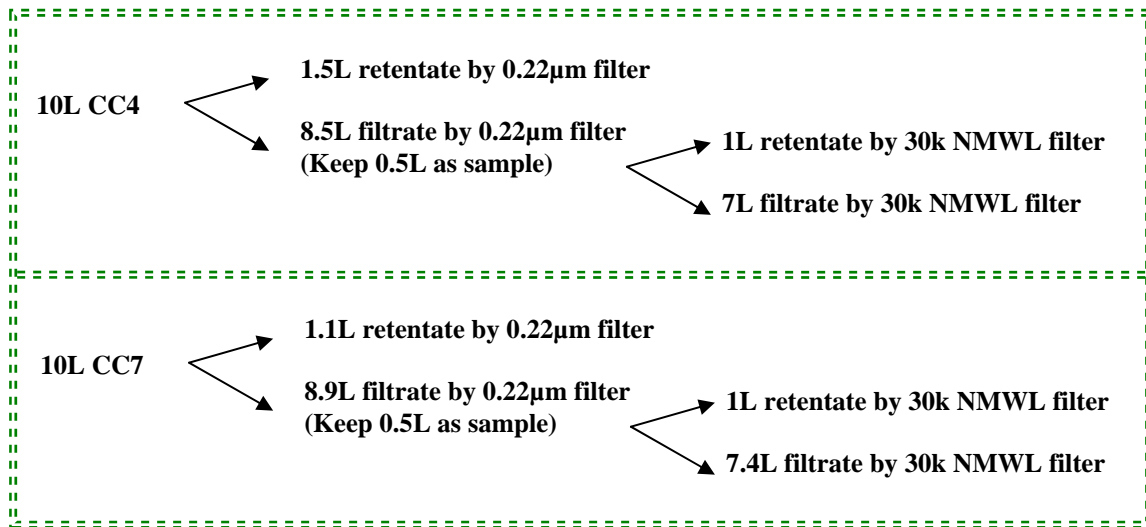 10L CC4
1.5L retentate by 0.22µm filter
8.5L filtrate by 0.22µm filter
(Keep 0.5L as sample)
1L retentate by 30k NMWL filter
7L filtrate by 30k NMWL filter
10L CC7
1.1L retentate by 0.22µm filter
8.9L filtrate by 0.22µm filter
(Keep 0.5L as sample)
1L retentate by 30k NMWL filter
7.4L filtrate by 30k NMWL filter